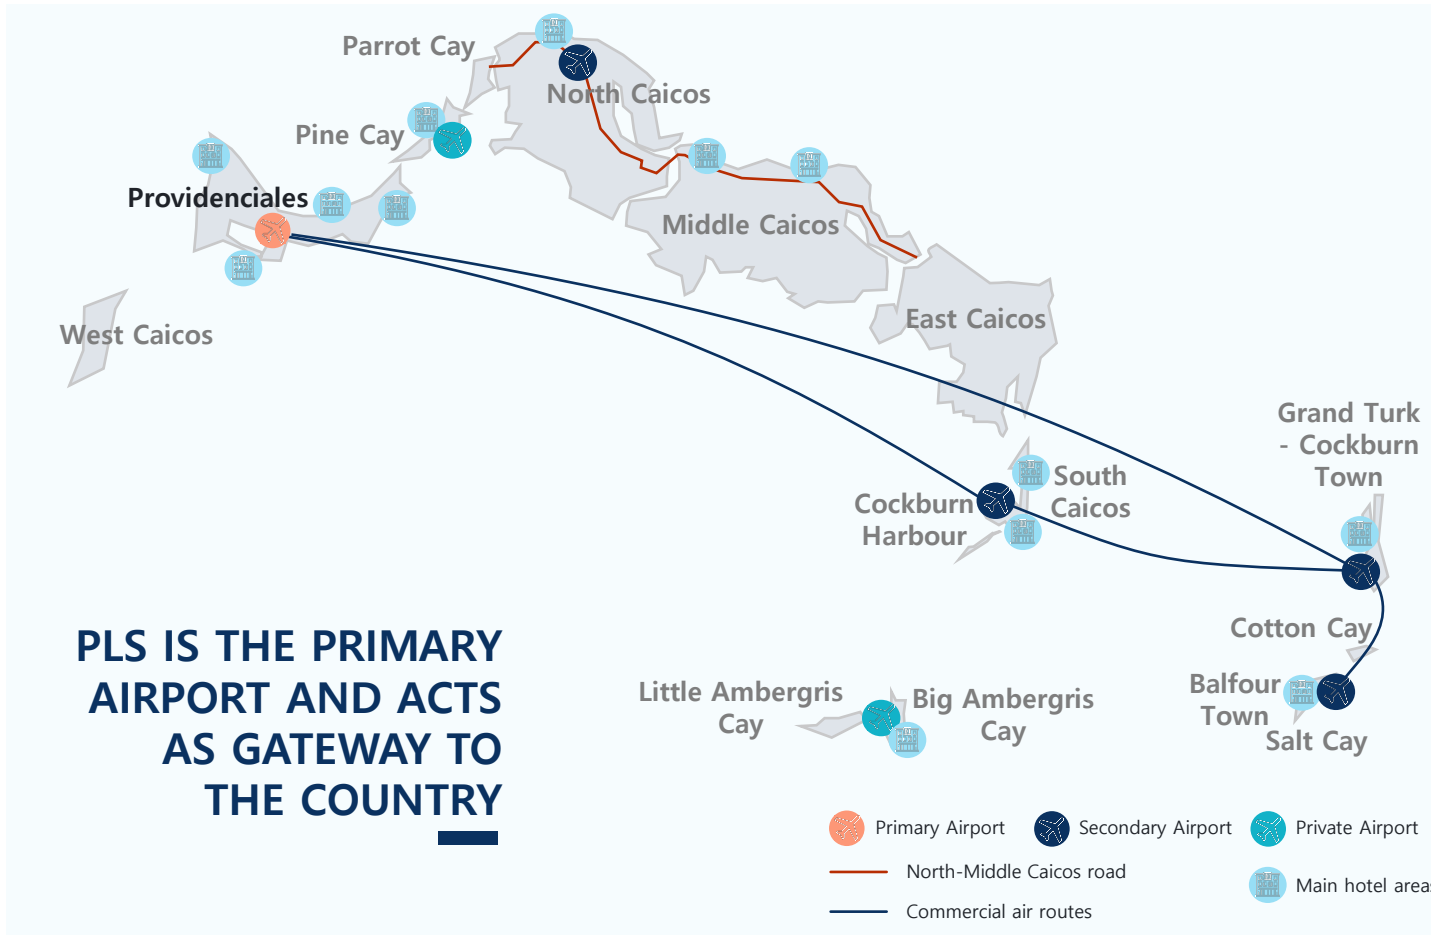 Parrot Cay
North Caicos
Pine Cay
Providenciales
Middle Caicos
West Caicos
East Caicos
Grand Turk
- Cockburn
Town
South
Caicos
Cockburn
Harbour
Cotton Cay
Balfour
Town
Salt Cay
Little Ambergris
Cay
Big Ambergris
Cay
PLS IS THE PRIMARY
AIRPORT AND ACTS
AS GATEWAY TO
THE COUNTRY
Primary Airport
Secondary Airport
Private Airport
North-Middle Caicos road
Main hotel areas
Commercial air routes